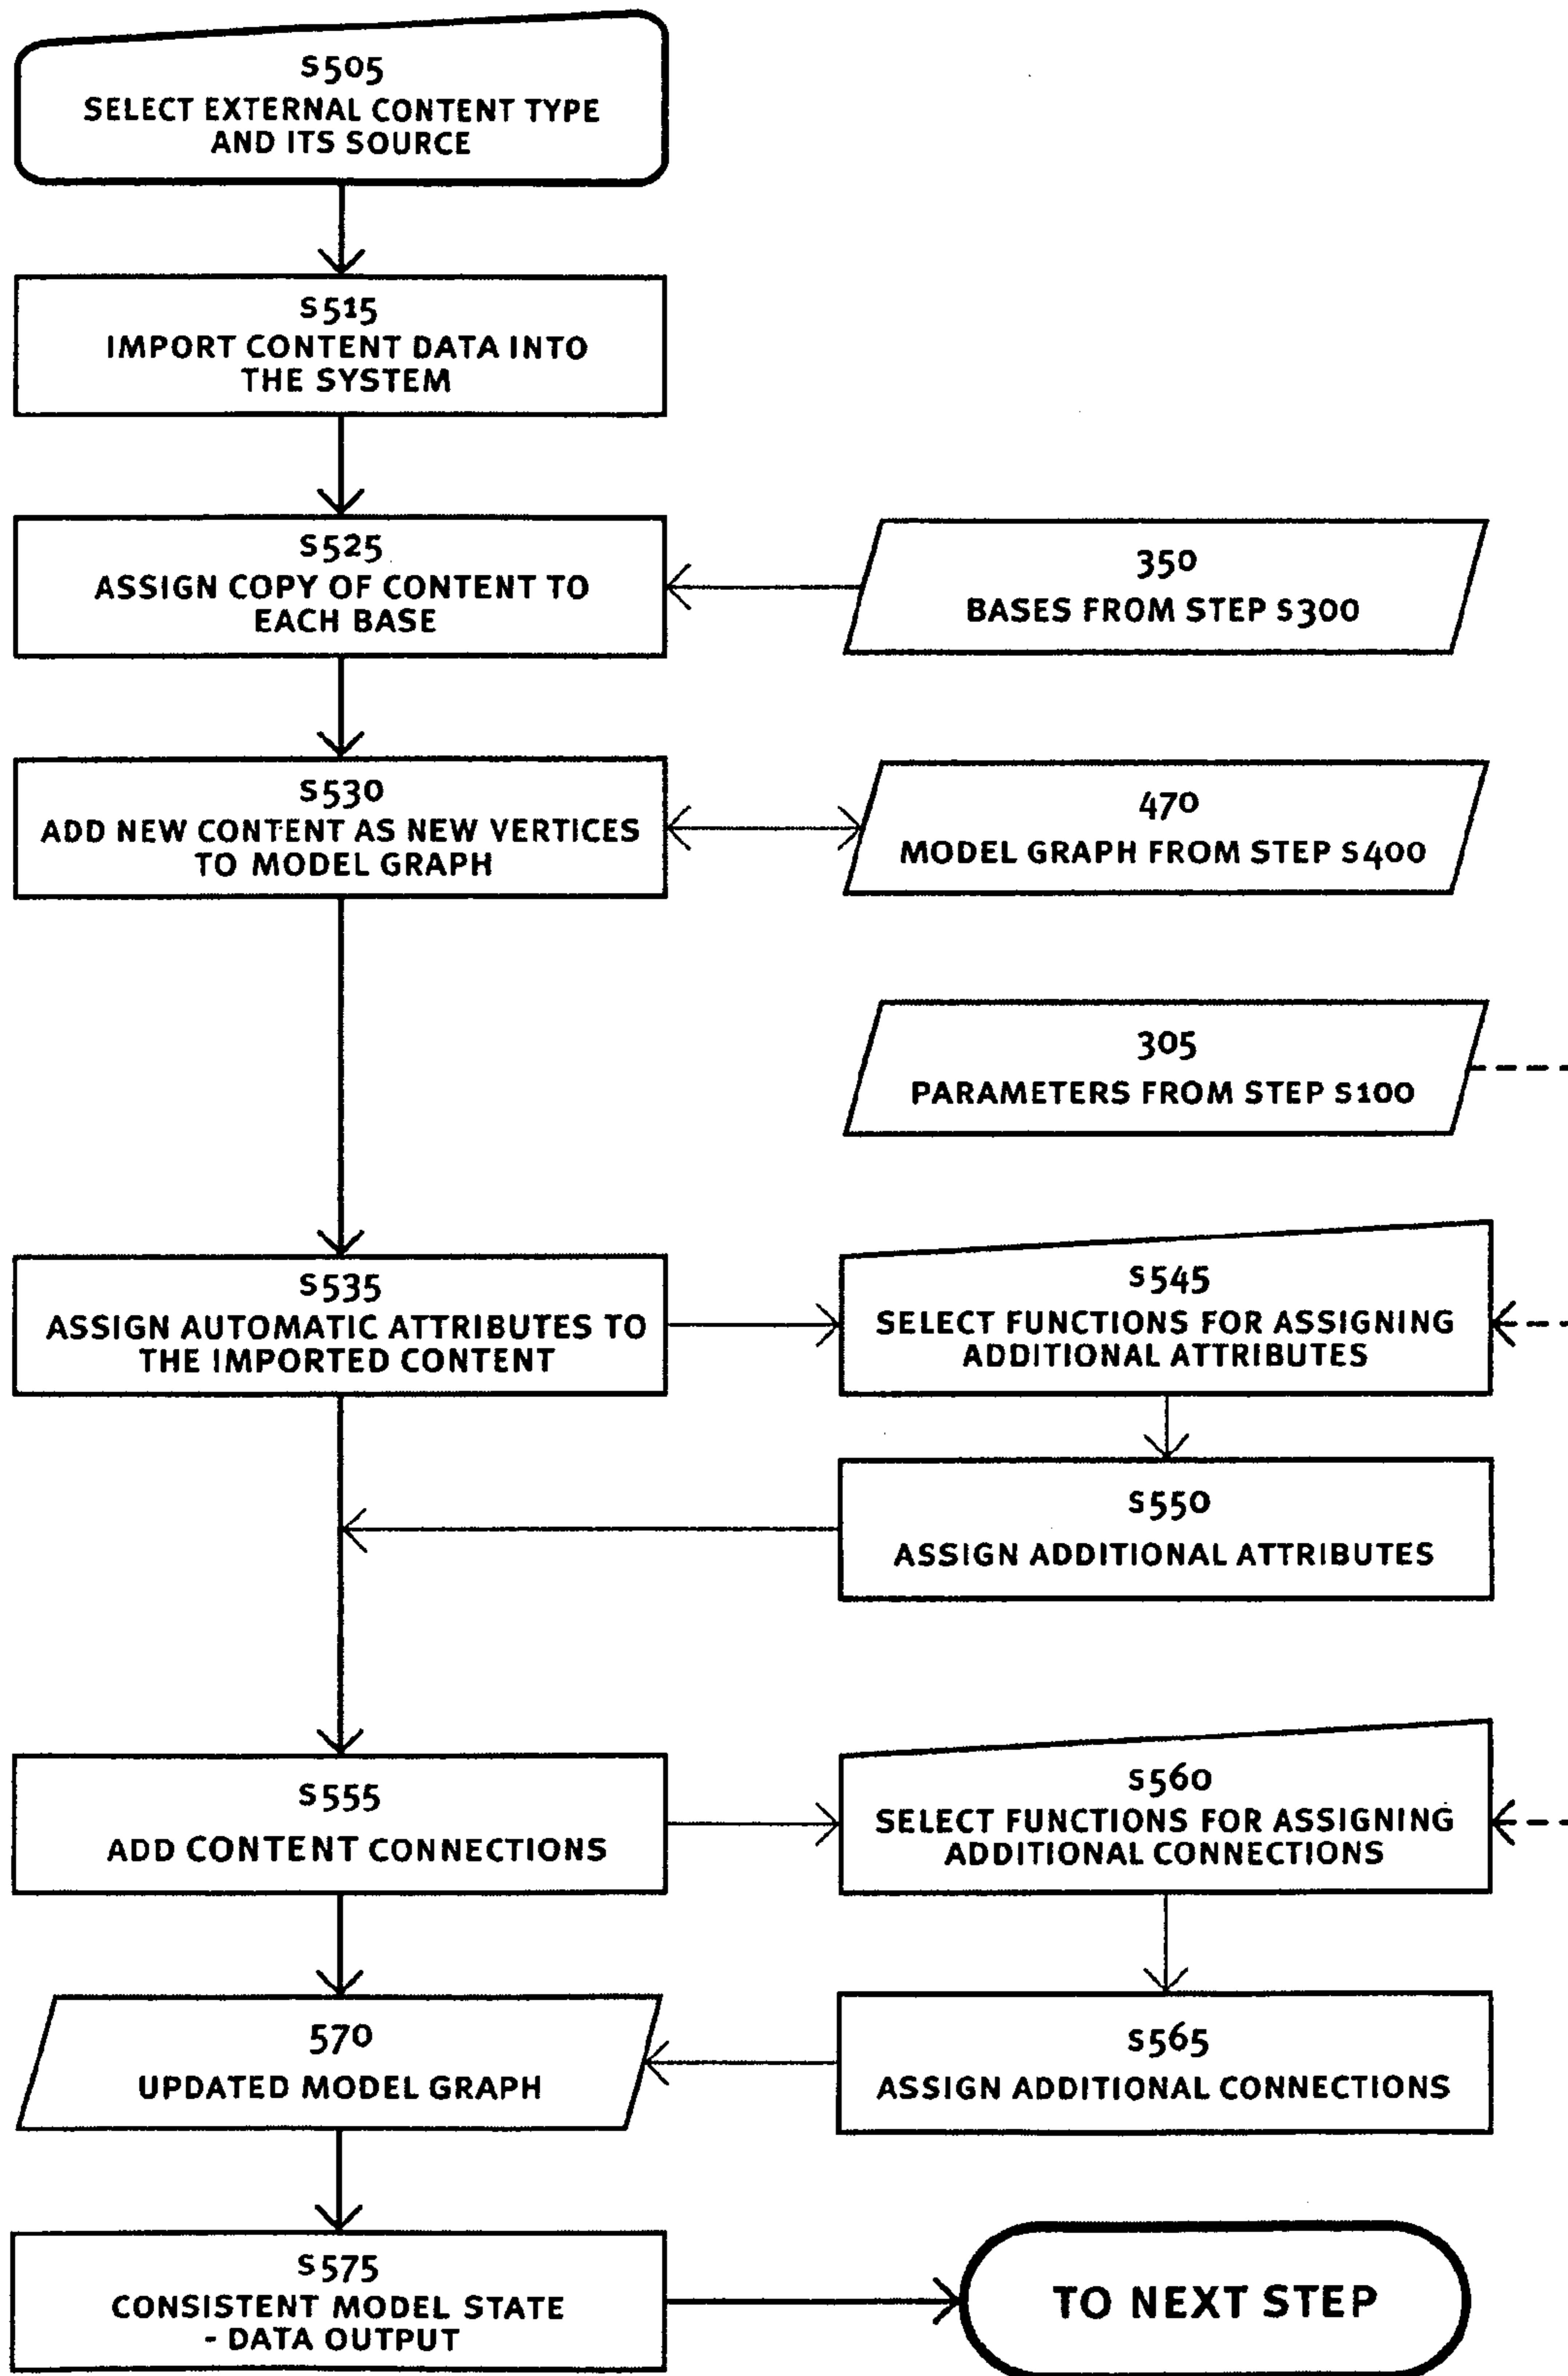 S505
SELECT EXTERNAL CONTENT TYPE
AND ITS SOURCE
S515
IMPORT CONTENT DATA INTO
THE SYSTEM
S525
ASSIGN COPY OF CONTENT TO
EACH BASE
350
BASES FROM STEP S300
S530
ADD NEW CONTENT AS NEW VERTICES
TO MODEL GRAPH
470
MODEL GRAPH FROM STEP S400
305
PARAMETERS FROM STEP S100
S535
ASSIGN AUTOMATIC ATTRIBUTES TO
THE IMPORTED CONTENT
S545
SELECT FUNCTIONS FOR ASSIGNING
ADDITIONAL ATTRIBUTES
S550
ASSIGN ADDITIONAL ATTRIBUTES
S555
ADD CONTENT CONNECTIONS
S560
SELECT FUNCTIONS FOR ASSIGNING
ADDITIONAL CONNECTIONS
570
UPDATED MODEL GRAPH
S565
ASSIGN ADDITIONAL CONNECTIONS
S575
CONSISTENT MODEL STATE
- DATA OUTPUT
TO NEXT STEP